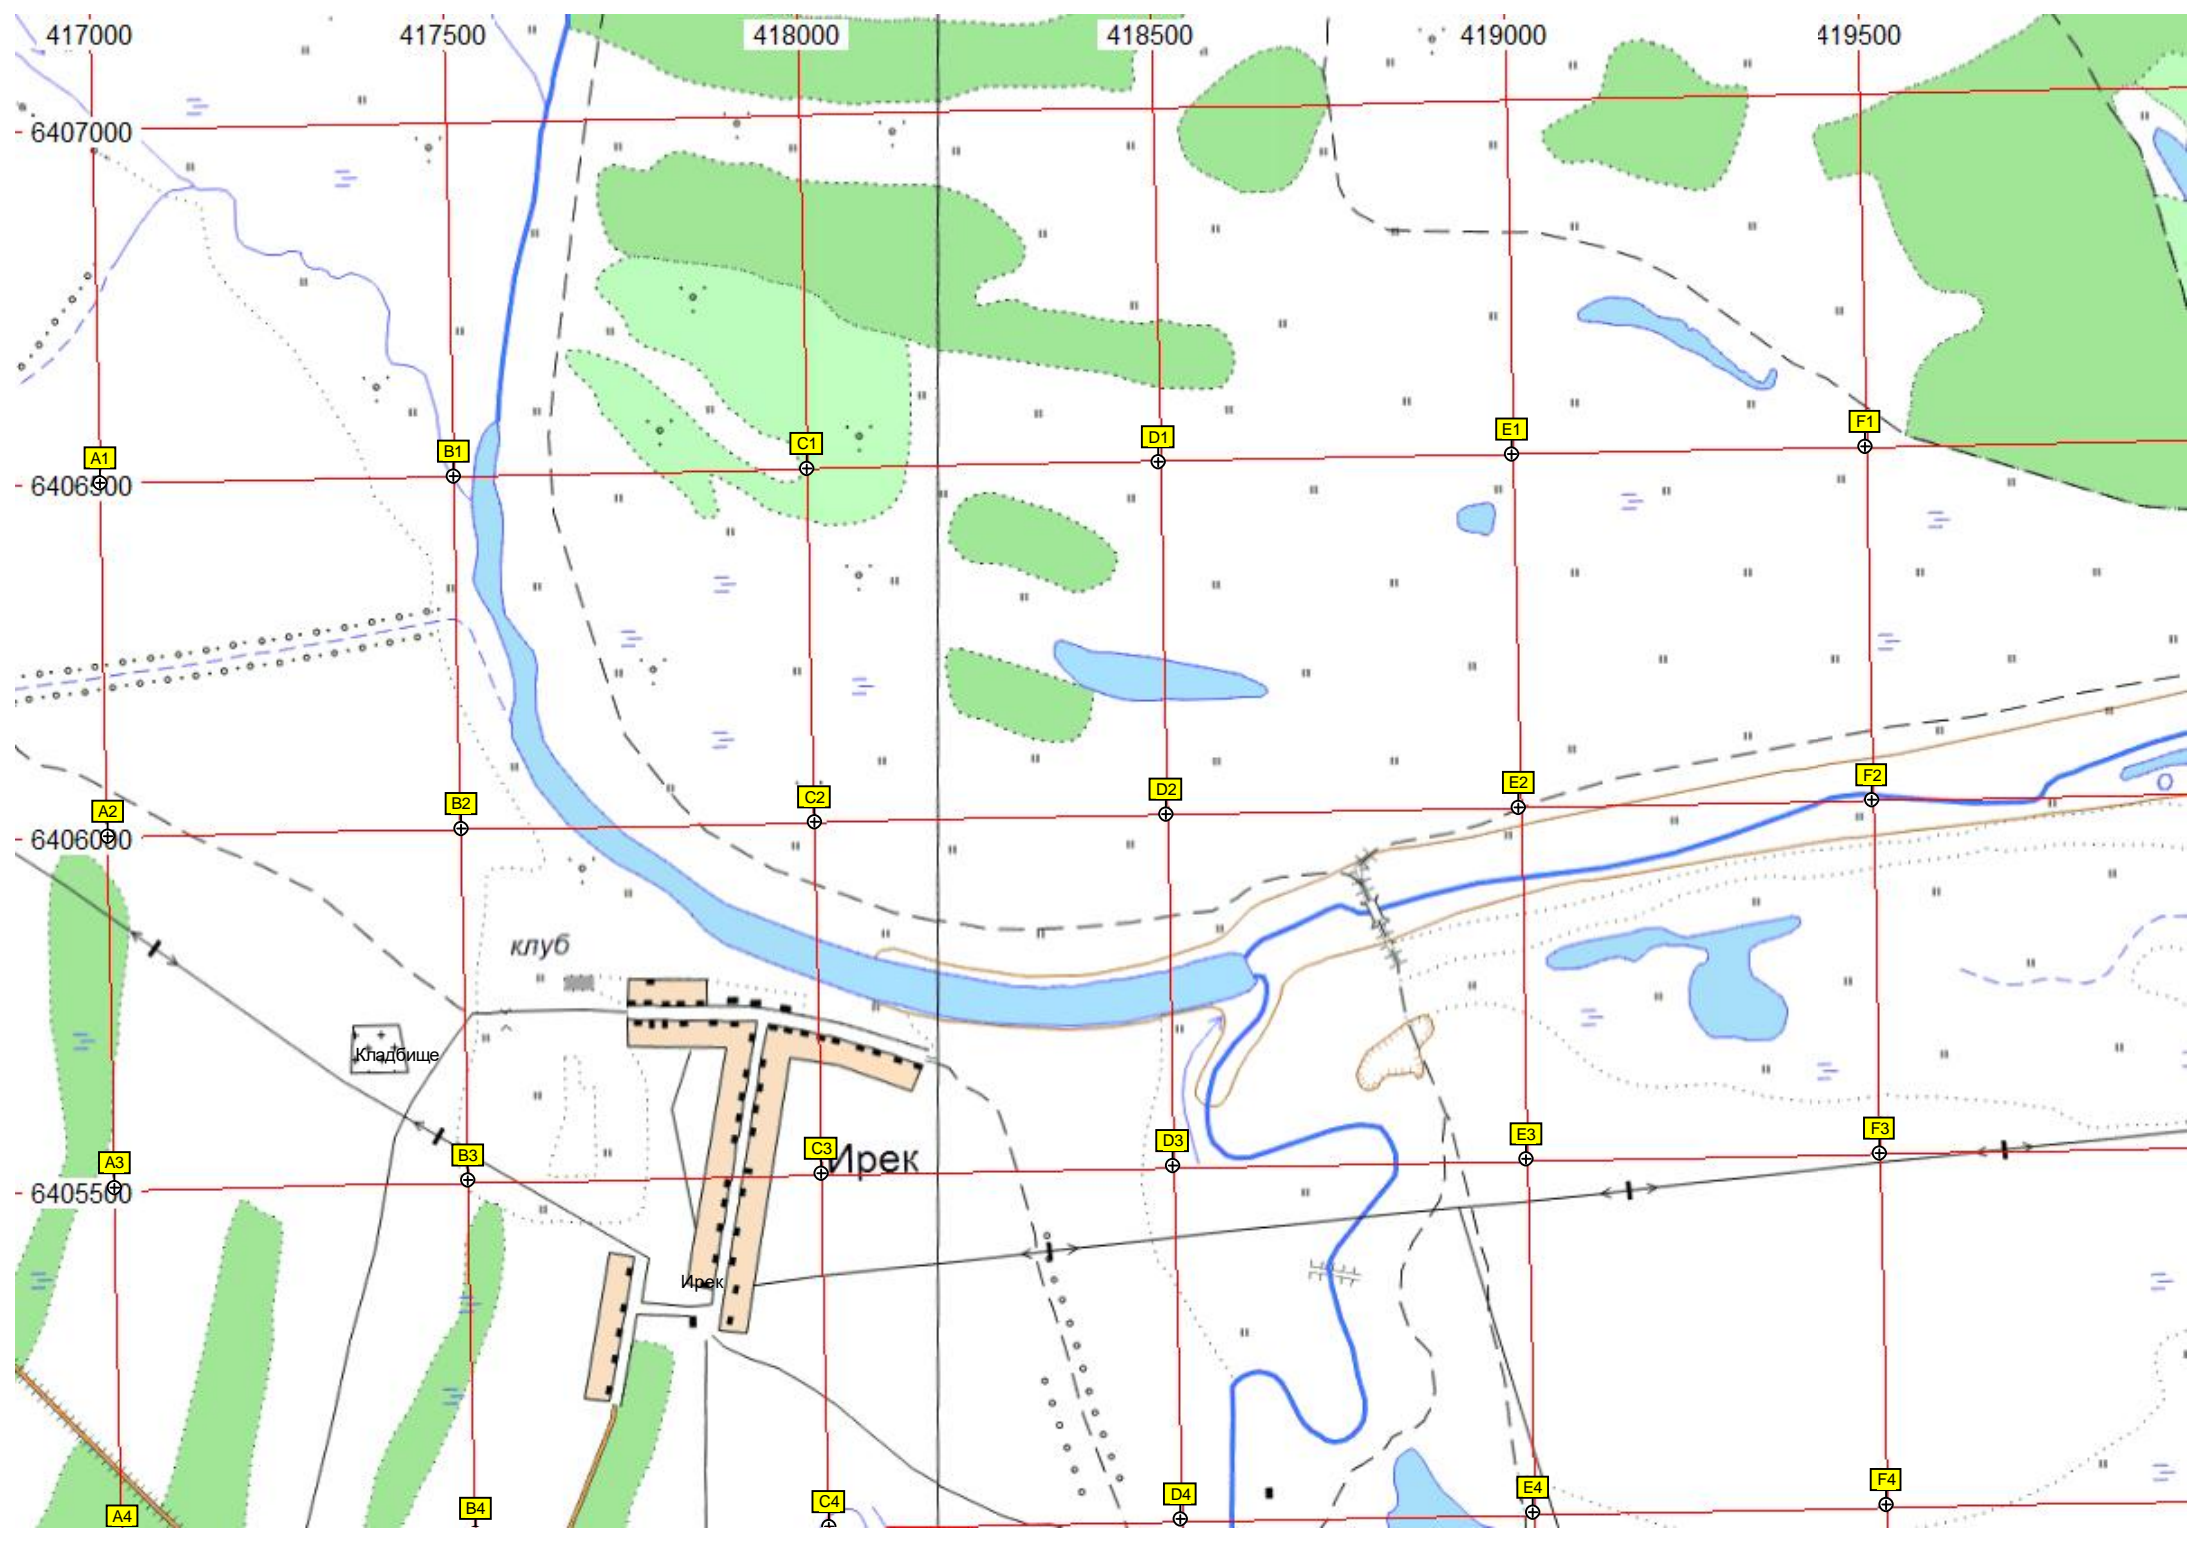 417000 417500 418000 418500 419000 419500
6407000
A1 B1 C1 D1 E1 F1
6406500
A2 B2 C2 D2 E2 F2
6406000
клуб
Кладбище
A3 B3 C3 D3 E3 F3
Ирек
6405500
Ирек
A4 B4 C4 D4 E4 F4